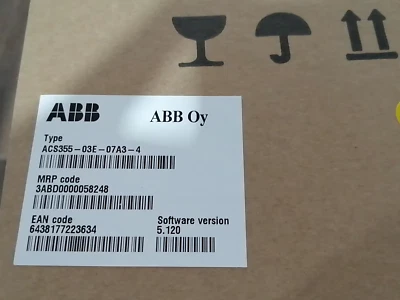 ABB ABB Oy
Type
ACS355-03E-07A3-4
MRP code
3ABD0000058248
EAN code Software version
6438177223634 5.120